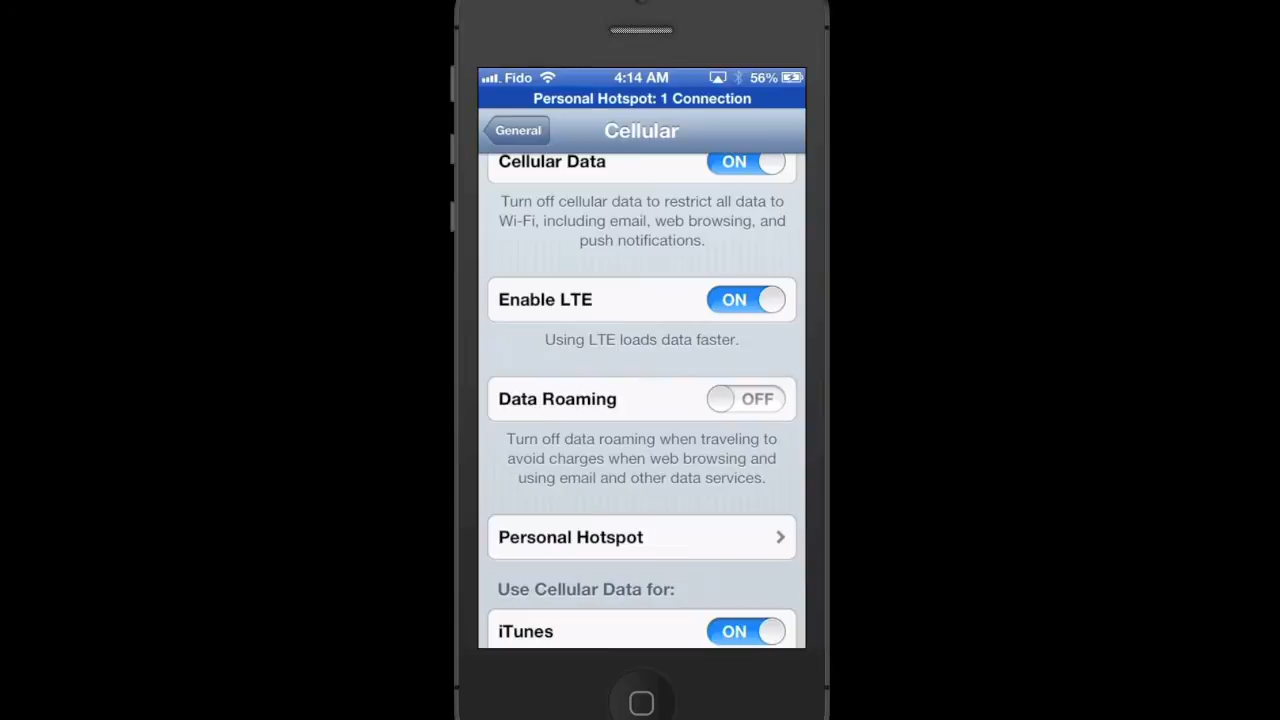 Fido 4:14 AM 56%
Personal Hotspot: 1 Connection
General Cellular
Cellular Data ON
Turn off cellular data to restrict all data to
Wi-Fi, including email, web browsing, and
push notifications.
Enable LTE ON
Using LTE loads data faster.
Data Roaming OFF
Turn off data roaming when traveling to
avoid charges when web browsing and
using email and other data services.
Personal Hotspot
Use Cellular Data for:
iTunes ON